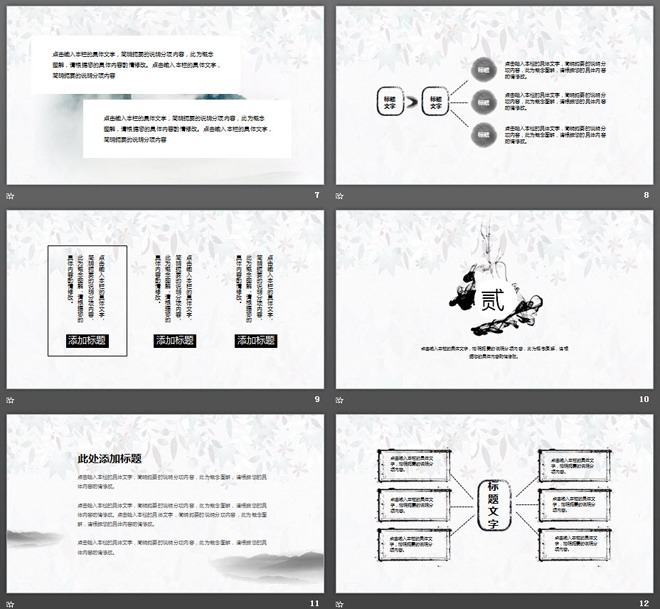 点击输入本栏的具体文字，简明扼要的说明分项内容，此为概念
图解，请根据您的具体内容酌情修改。点击输入本栏的具体文字，
简明扼要的说明分项内容
点击输入本栏的具体文字，简明扼要的说明分项内容，此为概念
图解，请根据您的具体内容酌情修改。点击输入本栏的具体文字，
简明扼要的说明分项内容
7
标题
文字
标题
文字
标题
点击输入本栏的具体文字，简明扼要的说明分
项内容，此为概念图解，请根据您的具体内容
酌情修改。
标题
点击输入本栏的具体文字，简明扼要的说明分
项内容，此为概念图解，请根据您的具体内容
酌情修改。
标题
点击输入本栏的具体文字，简明扼要的说明分
项内容，此为概念图解，请根据您的具体内容
酌情修改。
8
点击输入本栏的具体文字，
简明扼要的说明分项内容，
此为概念图解，请根据您的
具体内容酌情修改。
添加标题
点击输入本栏的具体文字，
简明扼要的说明分项内容，
此为概念图解，请根据您的
具体内容酌情修改。
添加标题
点击输入本栏的具体文字，
简明扼要的说明分项内容，
此为概念图解，请根据您的
具体内容酌情修改。
添加标题
9
贰
点击输入本栏的具体文字，简明扼要的说明分项内容，此为概念图解，请根
据您的具体内容酌情修改。
10
此处添加标题
点击输入本栏的具体文字，简明扼要的说明分项内容，此为概念图解，请根据您的具
体内容酌情修改。
点击输入本栏的具体文字，简明扼要的说明分项内容，此为概念图解，请根据您的具
体内容酌情修改。点击输入本栏的具体文字，简明扼要的说明分项内容，此为概念图
解，请根据您的具体内容酌情修改。
点击输入本栏的具体文字，简明扼要的说明分项内容，此为概念图解，请根据您的具
体内容酌情修改。
11
点击输入本栏的具体文
字，简明扼要的说明分
项内容。
点击输入本栏的具体文
字，简明扼要的说明分
项内容。
点击输入本栏的具体文
字，简明扼要的说明分
项内容。
标
题
文
字
点击输入本栏的具体文
字，简明扼要的说明分
项内容。
点击输入本栏的具体文
字，简明扼要的说明分
项内容。
点击输入本栏的具体文
字，简明扼要的说明分
项内容。
12